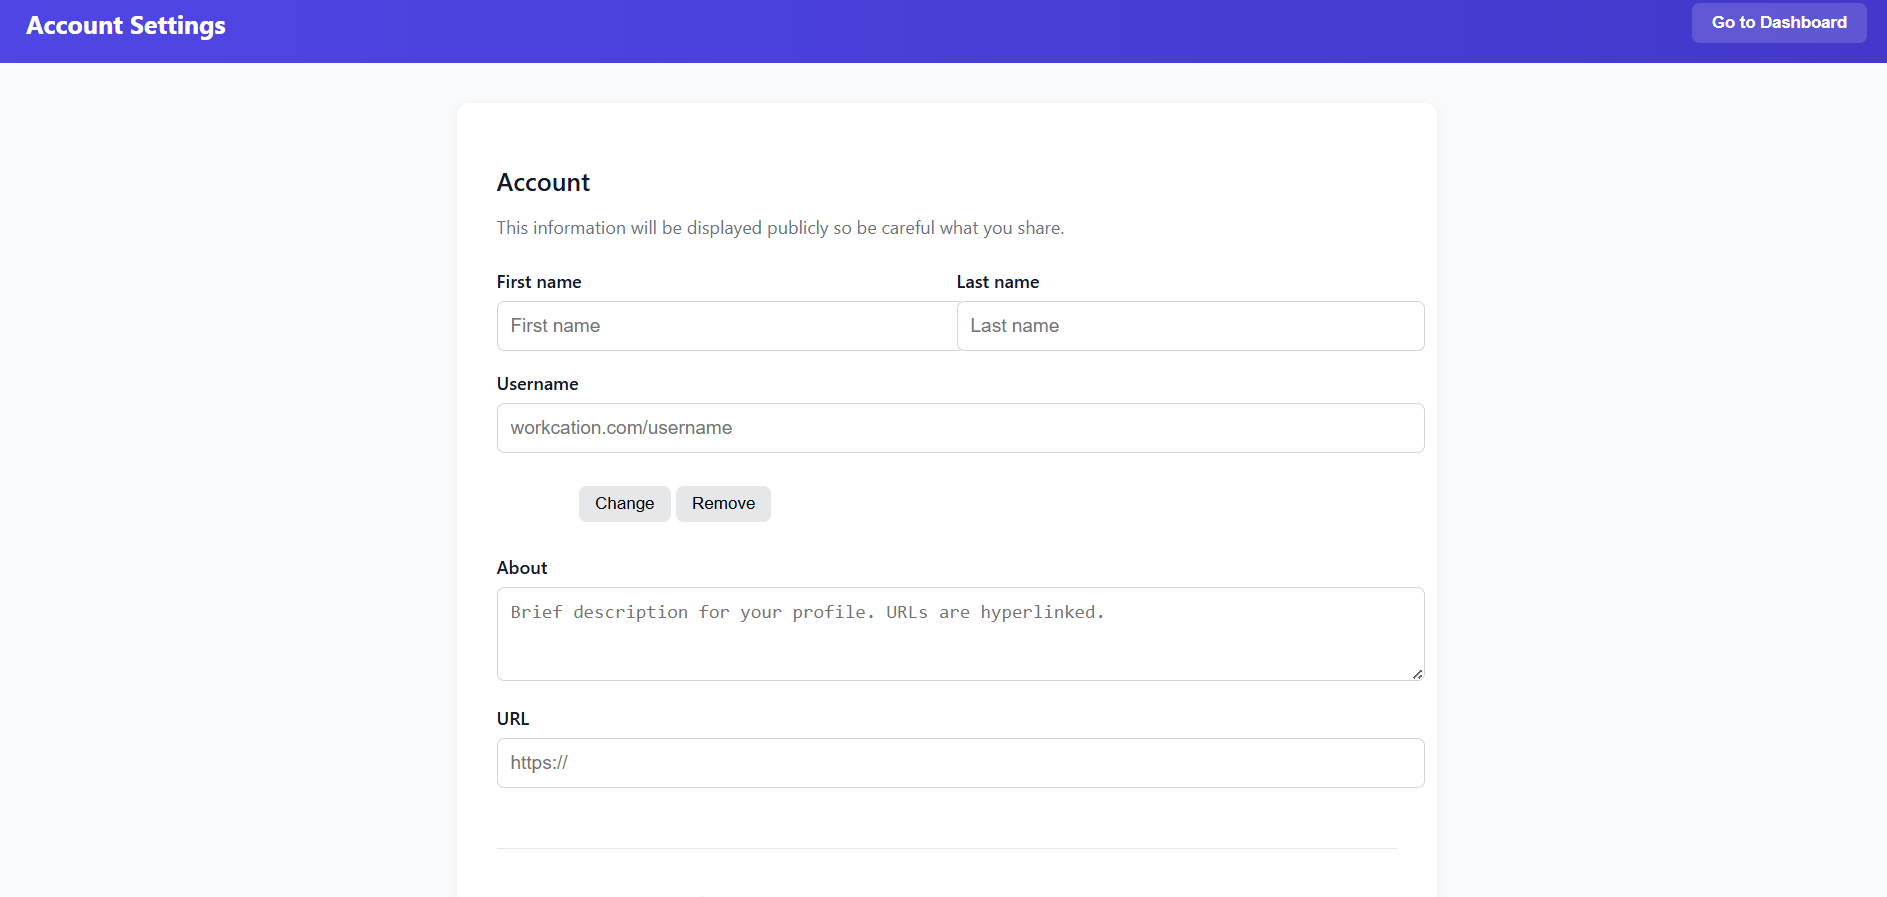 Account Settings
Go to Dashboard
Account
This information will be displayed publicly so be careful what you share.
First name
Last name
First name
Last name
Username
workcation.com/username
Change
Remove
About
Brief description for your profile. URLs are hyperlinked.
URL
https://